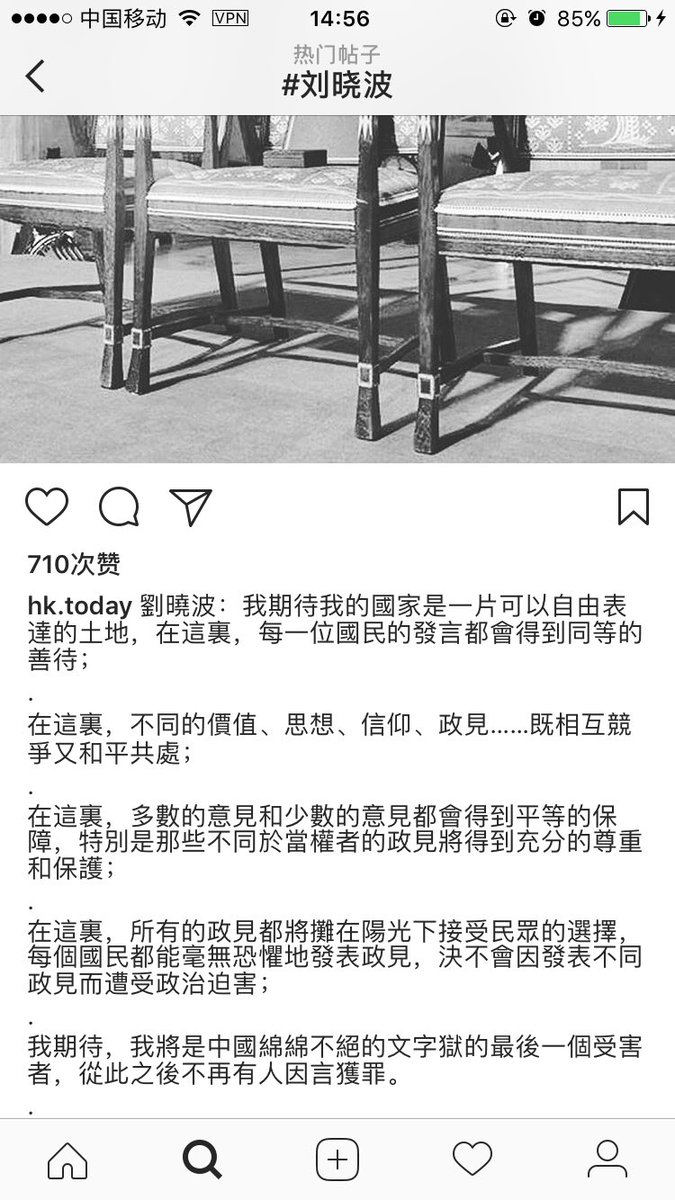 中国移动 VPN 14:56 85%
热门帖子
#刘晓波
710次赞
hk.today 劉曉波：我期待我的國家是一片可以自由表
達的土地，在這裏，每一位國民的發言都會得到同等的
善待；
.
在這裏，不同的價值、思想、信仰、政見……既相互競
爭又和平共處；
.
在這裏，多數的意見和少數的意見都會得到平等的保
障，特別是那些不同於當權者的政見將得到充分的尊重
和保護；
.
在這裏，所有的政見都將攤在陽光下接受民眾的選擇，
每個國民都能毫無恐懼地發表政見，決不會因發表不同
政見而遭受政治迫害；
.
我期待，我將是中國綿綿不絕的文字獄的最後一個受害
者，從此之後不再有人因言獲罪。
.